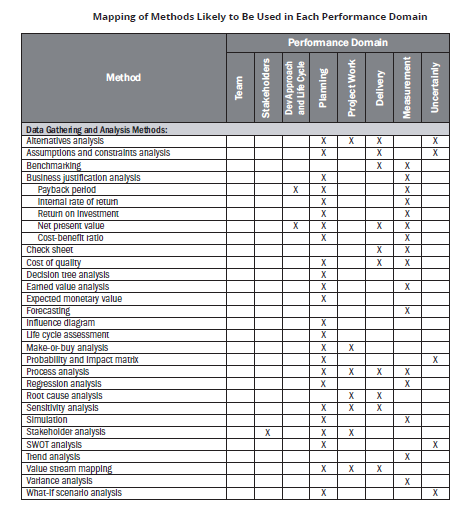 Mapping of Methods Likely to Be Used in Each Performance Domain
Performance Domain
Method
Team
Stakeholders
Dev Approach
and Life Cycle
Planning
Project Work
Delivery
Measurement
Uncertainly
Data Gathering and Analysis Methods:
Alternatives analysis X X X X
Assumptions and constraints analysis X X X
Benchmarking X X
Business justification analysis X X
Payback period X X X
Internal rate of return X X
Return on Investment X X
Net present value X X X X
Cost-benefit ratio X X
Check sheet X X
Cost of quality X X X
Decision tree analysis X
Earned value analysis X X
Expected monetary value X
Forecasting X
Influence diagram X
Life cycle assessment X
Make-or-buy analysis X X
Probability and Impact matrix X X
Process analysis X X X X
Regression analysis X X
Root cause analysis X X
Sensitivity analysis X X X
Simulation X X
Stakeholder analysis X X X
SWOT analysis X X
Trend analysis X
Value stream mapping X X X
Variance analysis X
What-If scenario analysis X X